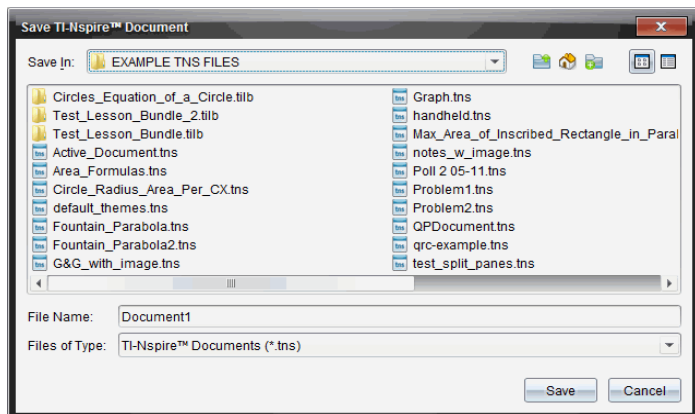 Save TI-Nspire™ Document
Save In: EXAMPLE TNS FILES
Circles_Equation_of_a_Circle.tilb
Test_Lesson_Bundle_2.tilb
Test_Lesson_Bundle.tilb
Active_Document.tns
Area_Formulas.tns
Circle_Radius_Area_Per_CX.tns
default_themes.tns
Fountain_Parabola.tns
Fountain_Parabola2.tns
G&G_with_image.tns
Graph.tns
handheld.tns
Max_Area_of_Inscribed_Rectangle_in_Paral
notes_w_image.tns
Poll 2 05-11.tns
Problem1.tns
Problem2.tns
QPDocument.tns
qrc-example.tns
test_split_panes.tns
File Name: Document1
Files of Type: TI-Nspire™ Documents (*.tns)
Save Cancel